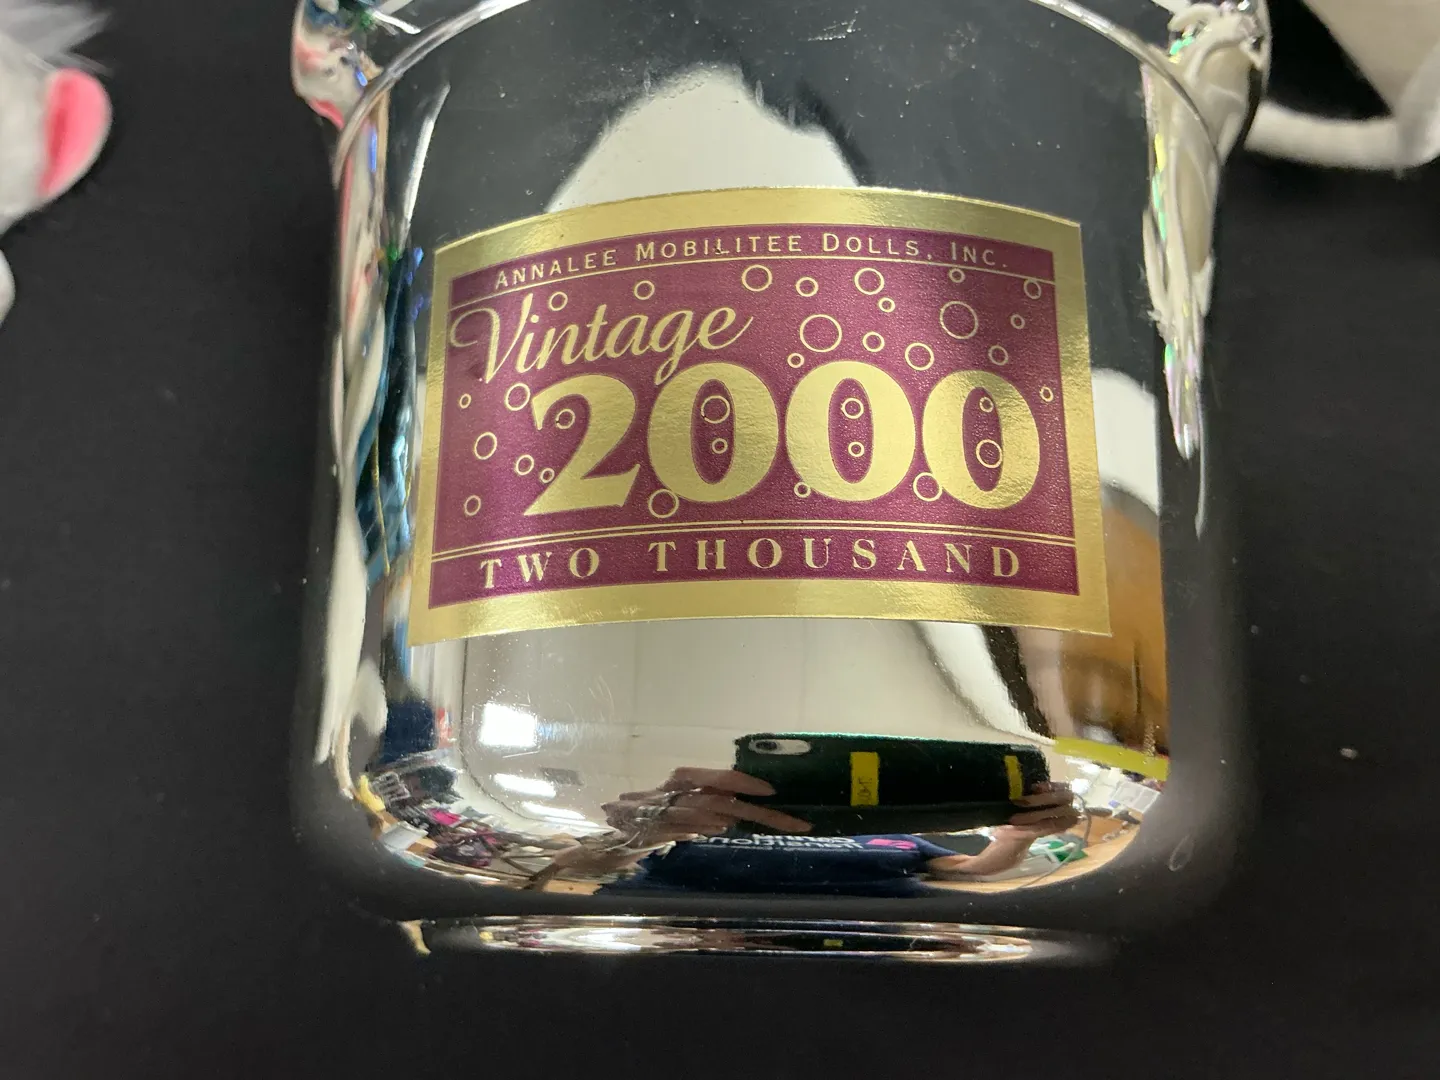 ANNALEE MOBILITEE DOLLS, INC.
Vintage
2000
TWO THOUSAND